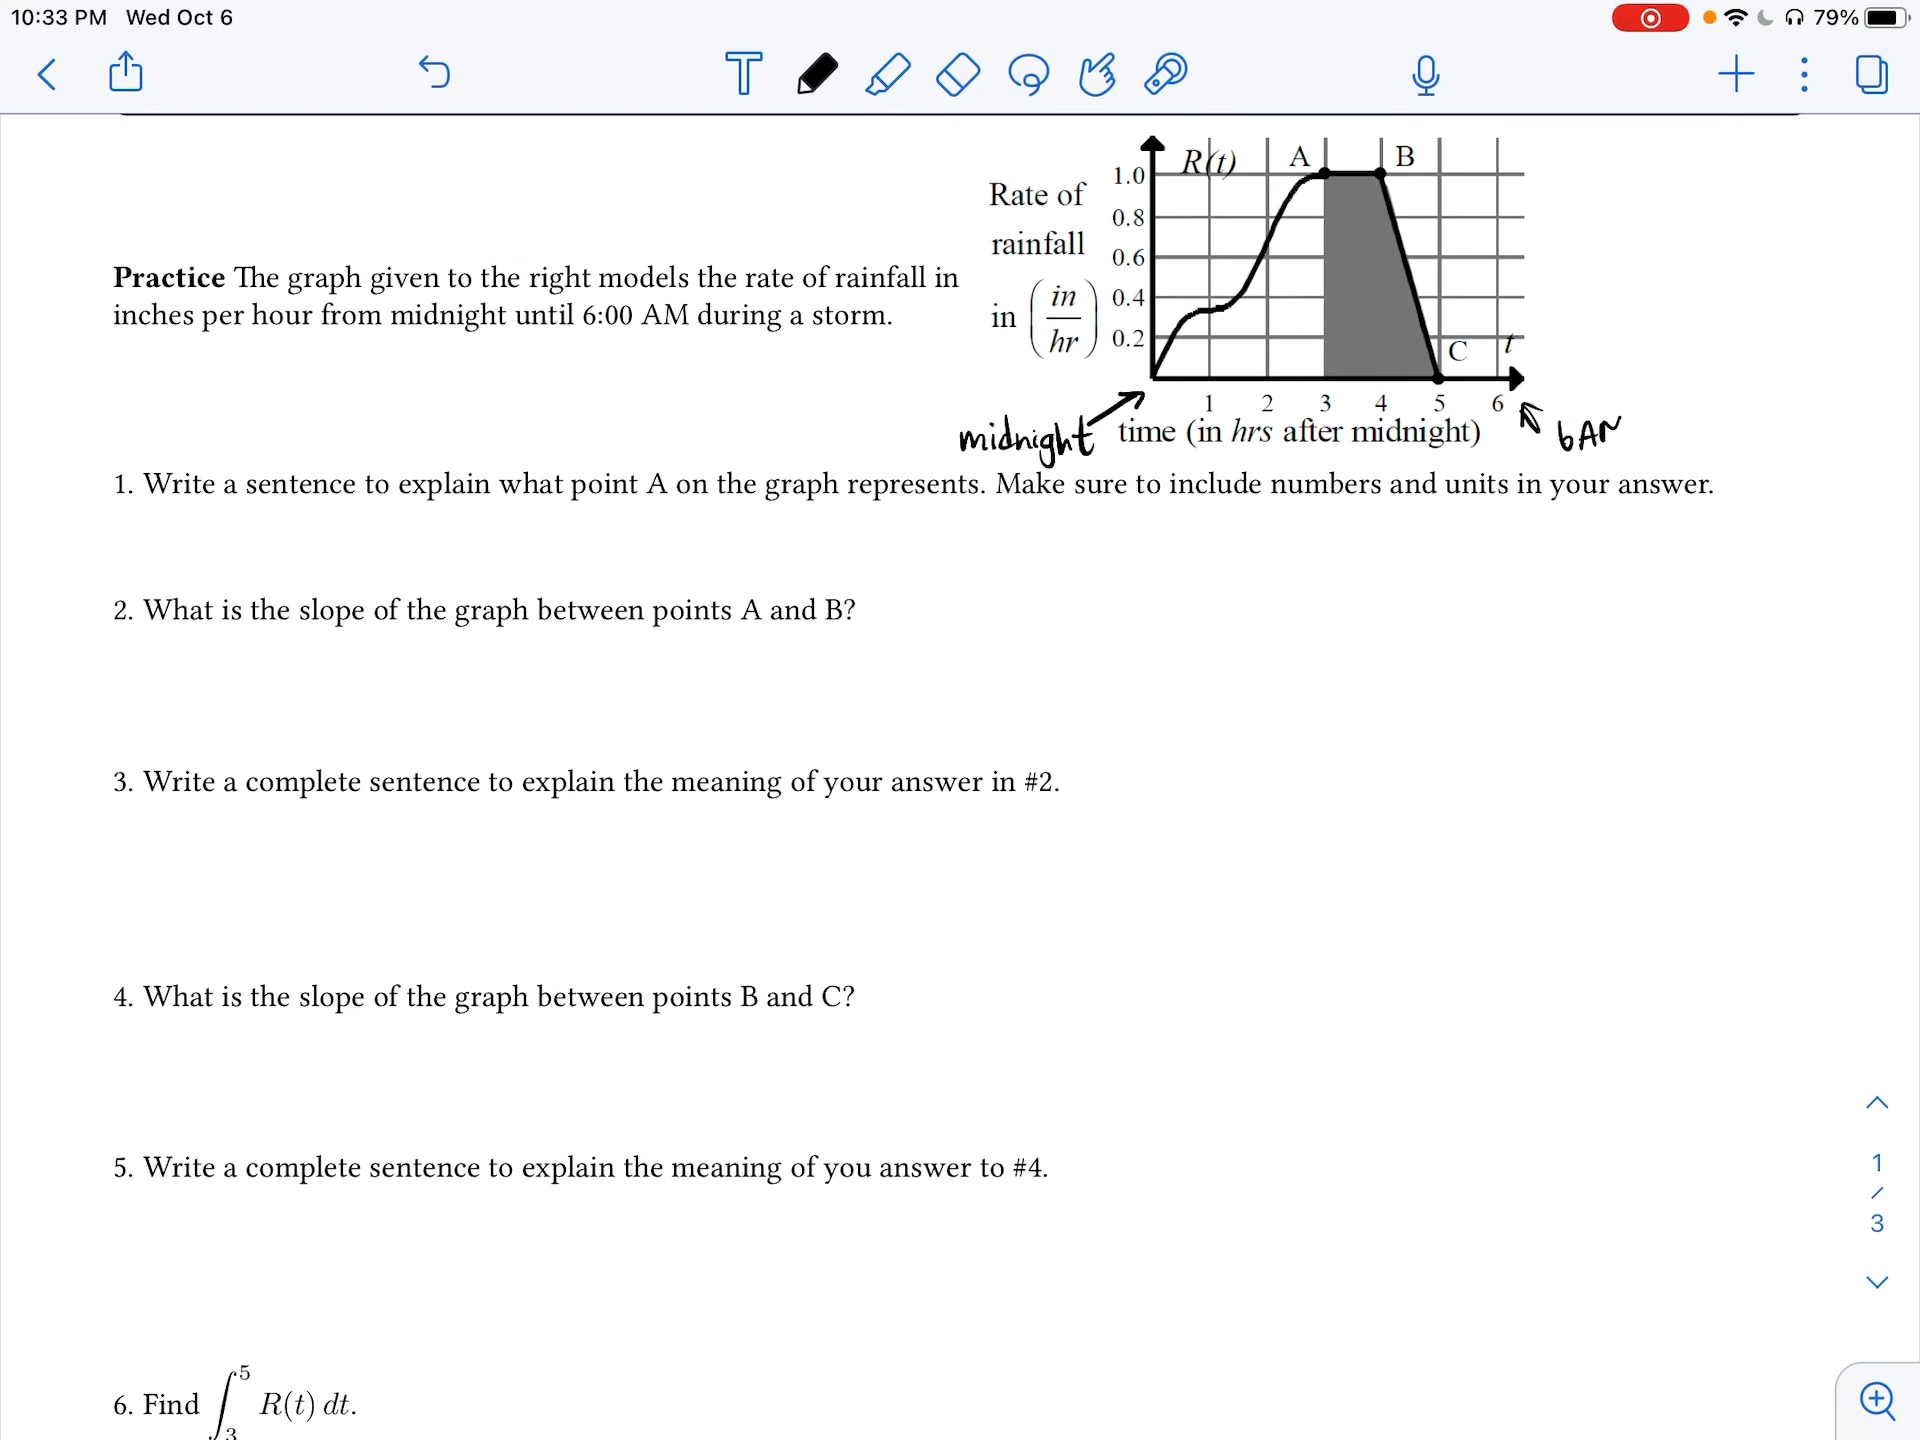 10:33 PM Wed Oct 6
79%
R(t)
A
B
Rate of
rainfall
in (in/hr)
1.0
0.8
0.6
0.4
0.2
C
t
1 2 3 4 5 6
time (in hrs after midnight)
midnight
6AM
Practice The graph given to the right models the rate of rainfall in
inches per hour from midnight until 6:00 AM during a storm.
1. Write a sentence to explain what point A on the graph represents. Make sure to include numbers and units in your answer.
2. What is the slope of the graph between points A and B?
3. Write a complete sentence to explain the meaning of your answer in #2.
4. What is the slope of the graph between points B and C?
5. Write a complete sentence to explain the meaning of you answer to #4.
6. Find ∫₃⁵ R(t) dt.
1
/
3